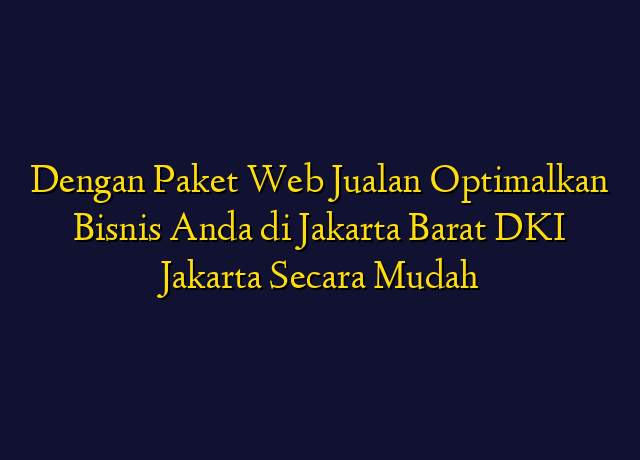 Dengan Paket Web Jualan Optimalkan
Bisnis Anda di Jakarta Barat DKI
Jakarta Secara Mudah